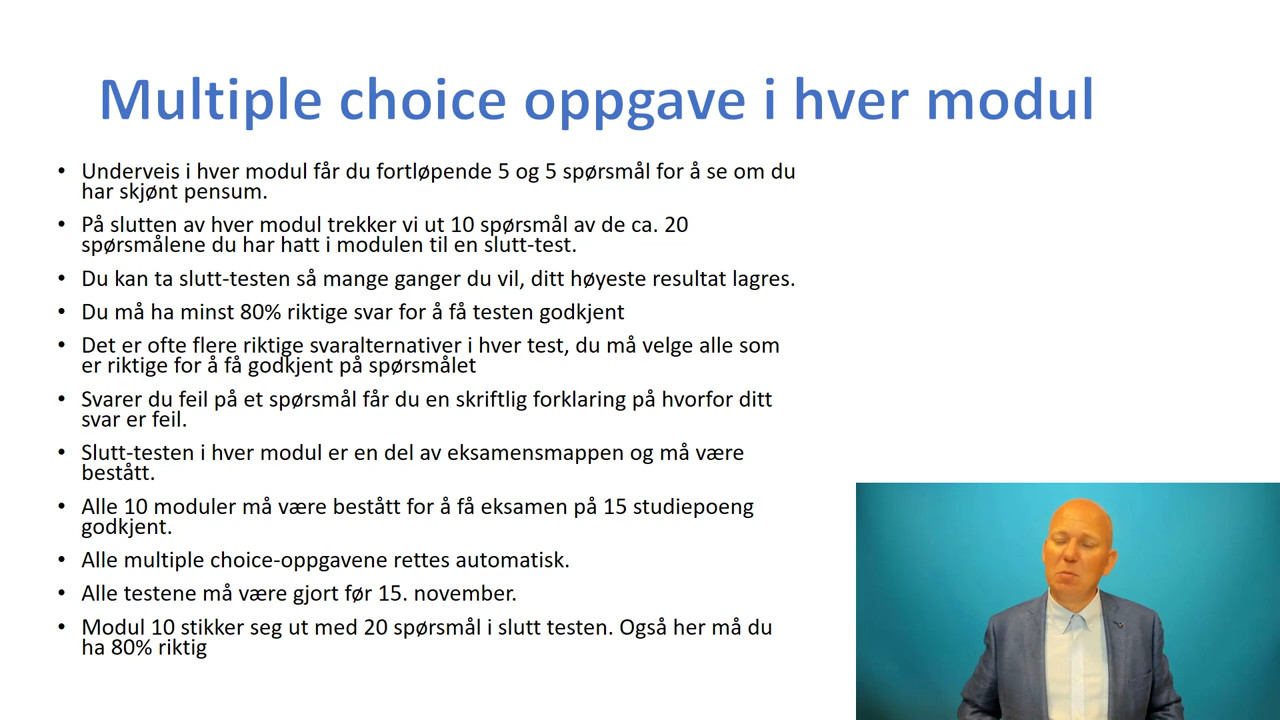 Multiple choice oppgave i hver modul
• Underveis i hver modul får du fortløpende 5 og 5 spørsmål for å se om du
har skjønt pensum.
• På slutten av hver modul trekker vi ut 10 spørsmål av de ca. 20
spørsmålene du har hatt i modulen til en slutt-test.
• Du kan ta slutt-testen så mange ganger du vil, ditt høyeste resultat lagres.
• Du må ha minst 80% riktige svar for å få testen godkjent
• Det er ofte flere riktige svaralternativer i hver test, du må velge alle som
er riktige for å få godkjent på spørsmålet
• Svarer du feil på et spørsmål får du en skriftlig forklaring på hvorfor ditt
svar er feil.
• Slutt-testen i hver modul er en del av eksamensmappen og må være
bestått.
• Alle 10 moduler må være bestått for å få eksamen på 15 studiepoeng
godkjent.
• Alle multiple choice-oppgavene rettes automatisk.
• Alle testene må være gjort før 15. november.
• Modul 10 stikker seg ut med 20 spørsmål i slutt testen. Også her må du
ha 80% riktig